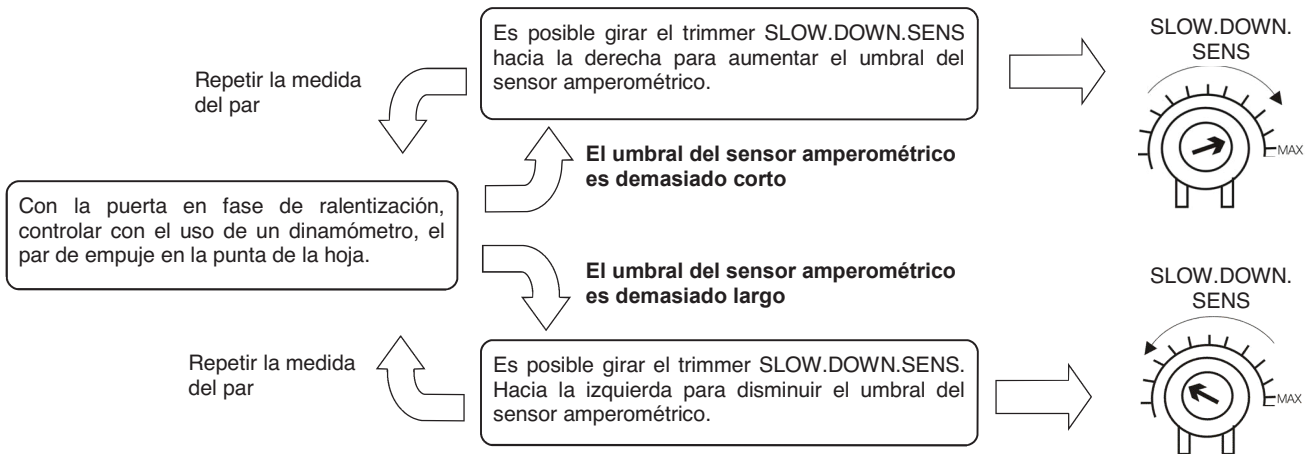 Es posible girar el trimmer SLOW.DOWN.SENS
hacia la derecha para aumentar el umbral del
sensor amperométrico.
SLOW.DOWN.
SENS
MAX
Repetir la medida
del par
El umbral del sensor amperométrico
es demasiado corto
Con la puerta en fase de ralentización,
controlar con el uso de un dinamómetro, el
par de empuje en la punta de la hoja.
El umbral del sensor amperométrico
es demasiado largo
Repetir la medida
del par
Es posible girar el trimmer SLOW.DOWN.SENS.
Hacia la izquierda para disminuir el umbral del
sensor amperométrico.
SLOW.DOWN.
SENS
MAX